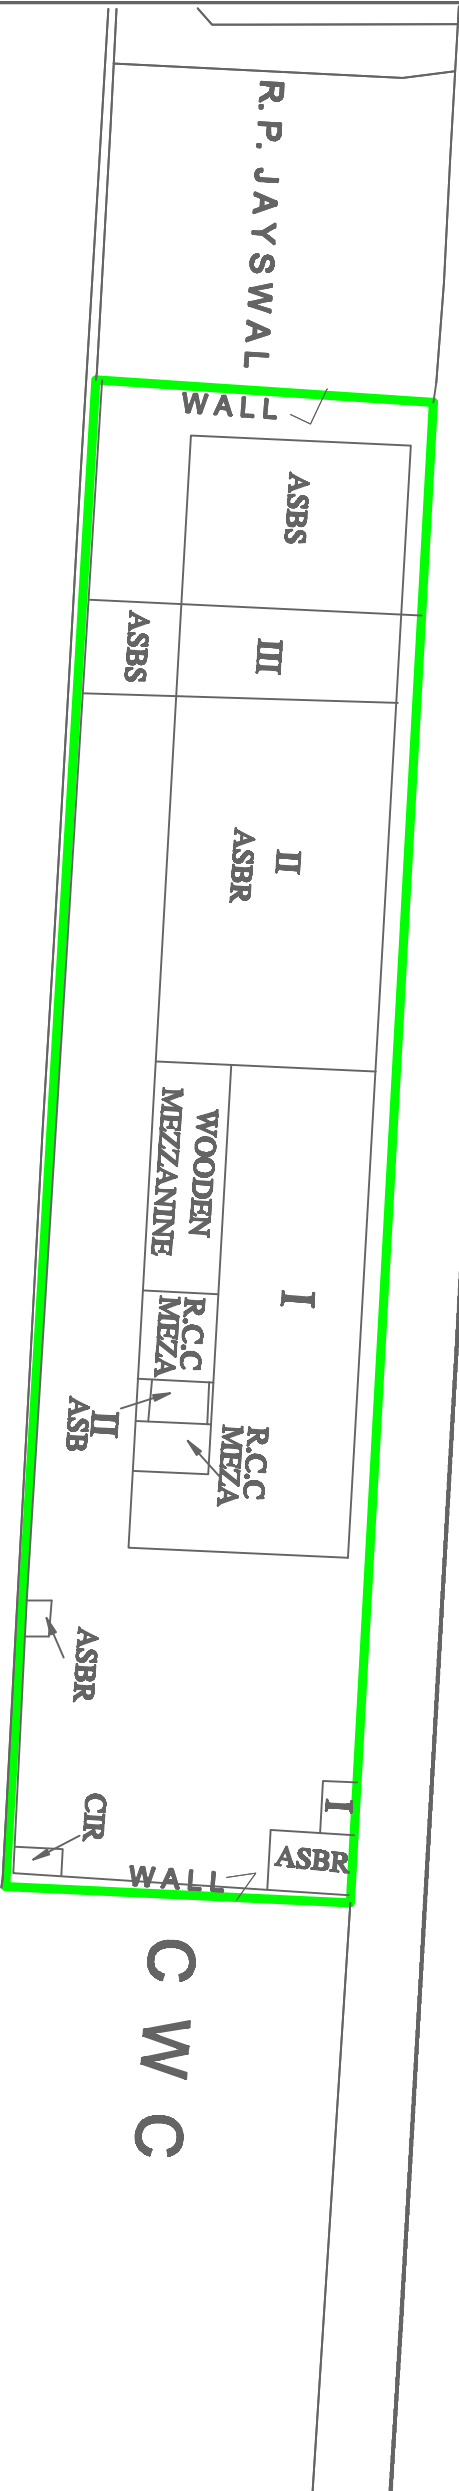 R.P. JAYSWAL
WALL
ASBS
ASBS
III
II
ASBR
WOODEN
MEZZANINE
I
R.C.C
MEZA
II
ASB
R.C.C
MEZA
ASBR
I
CIR
ASBR
WALL
C W C